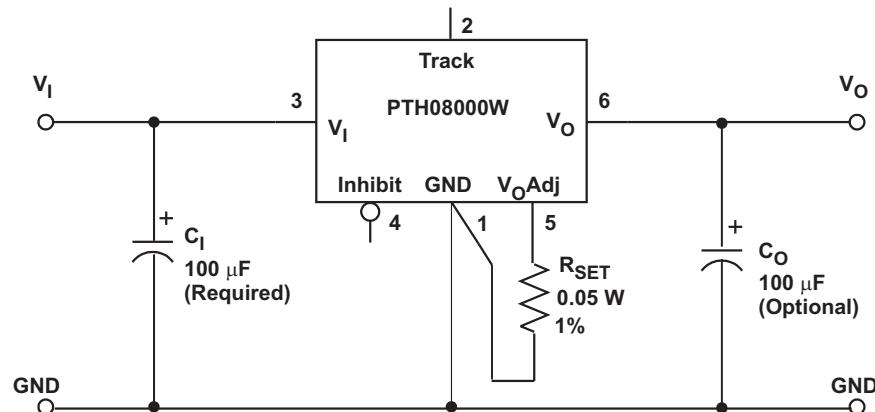 2
Track
V_I
3
PTH08000W
6
V_O
V_I
V_O
Inhibit
GND
V_OAdj
4
1
5
+
C_I
100 μF
(Required)
R_SET
0.05 W
1%
+
C_O
100 μF
(Optional)
GND
GND